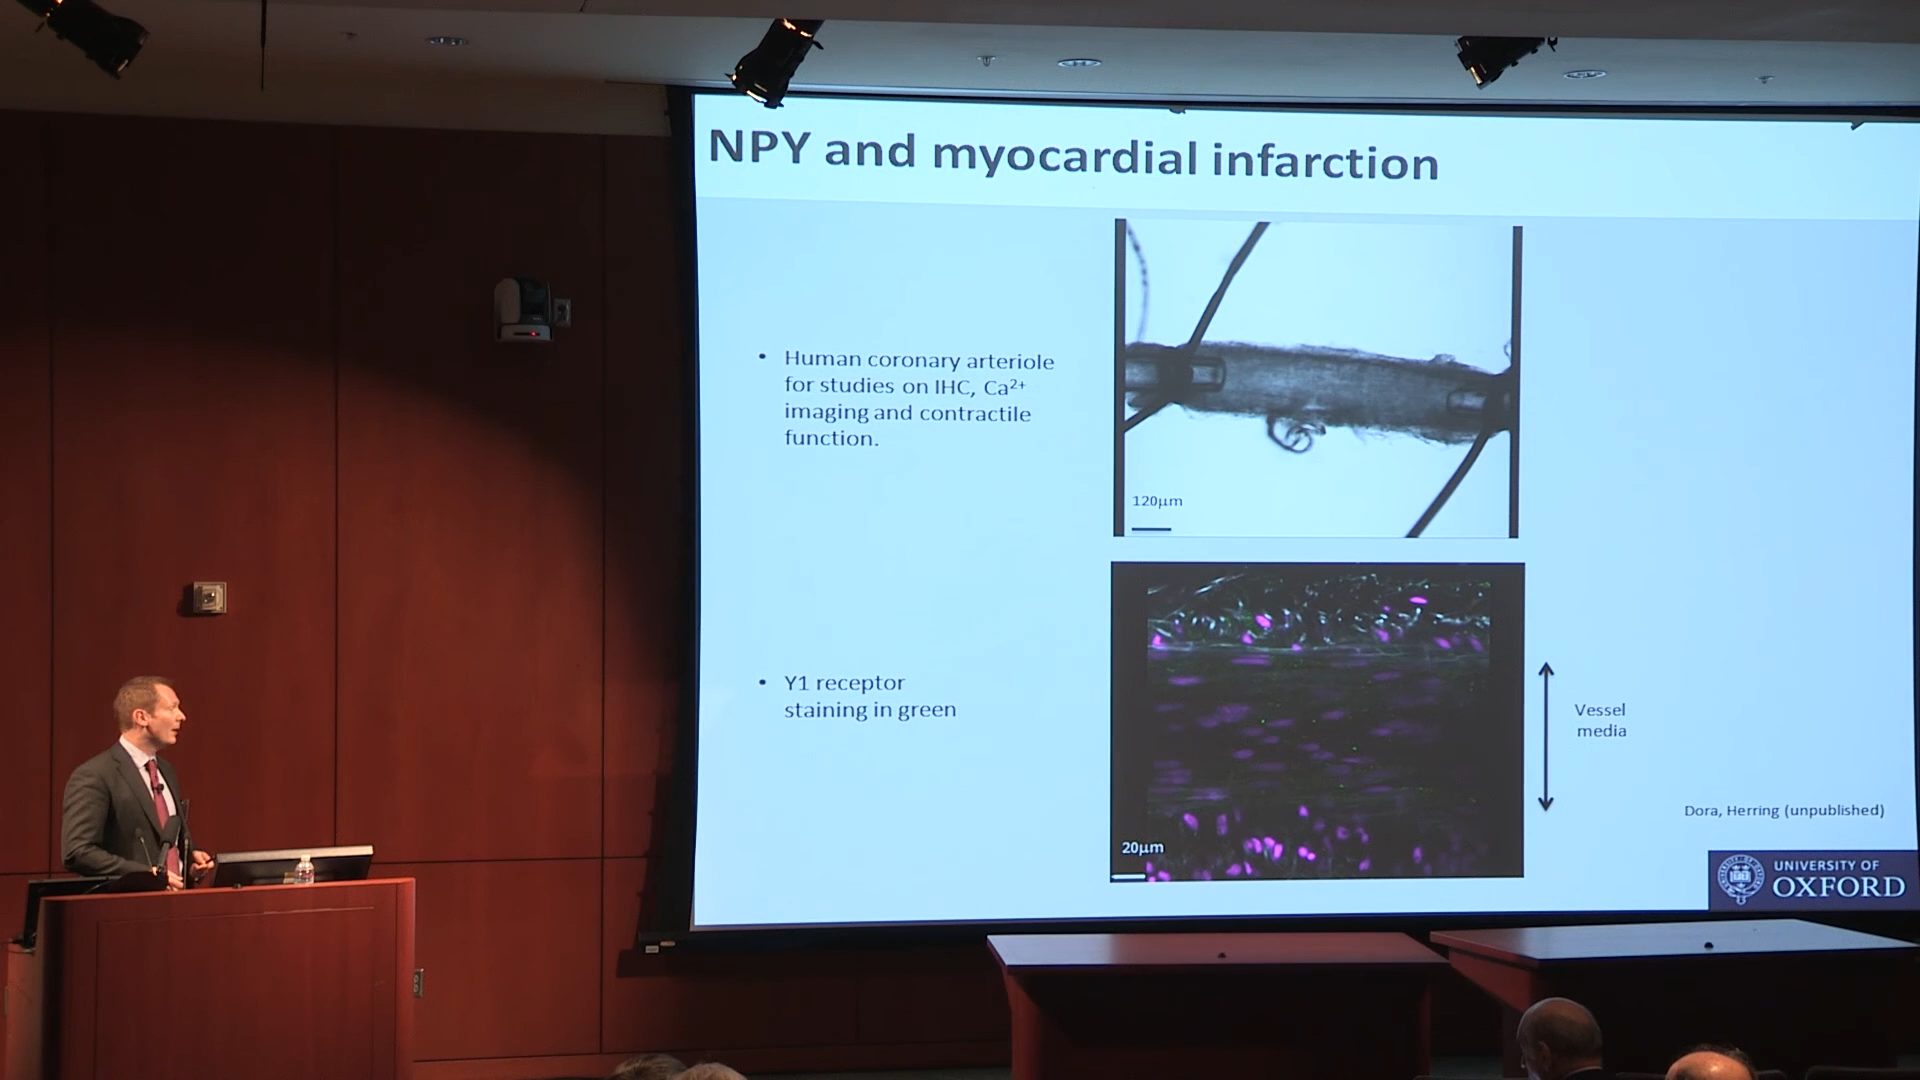 NPY and myocardial infarction
• Human coronary arteriole
for studies on IHC, Ca²⁺
imaging and contractile
function.
120µm
• Y1 receptor
staining in green
20µm
Vessel
media
Dora, Herring (unpublished)
UNIVERSITY OF
OXFORD